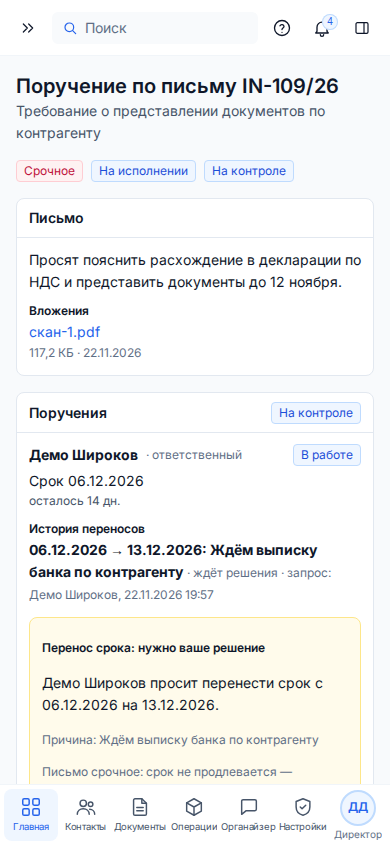 Поиск
4
Поручение по письму IN-109/26
Требование о представлении документов по
контрагенту
Срочное
На исполнении
На контроле
Письмо
Просят пояснить расхождение в декларации по
НДС и представить документы до 12 ноября.
Вложения
скан-1.pdf
117,2 КБ · 22.11.2026
Поручения
На контроле
Демо Широков · ответственный
В работе
Срок 06.12.2026
осталось 14 дн.
История переносов
06.12.2026 → 13.12.2026: Ждём выписку
банка по контрагенту · ждёт решения · запрос:
Демо Широков, 22.11.2026 19:57
Перенос срока: нужно ваше решение
Демо Широков просит перенести срок с
06.12.2026 на 13.12.2026.
Причина: Ждём выписку банка по контрагенту
Письмо срочное: срок не продлевается —
Главная
Контакты
Документы
Операции
Органайзер
Настройки
ДД
Директор